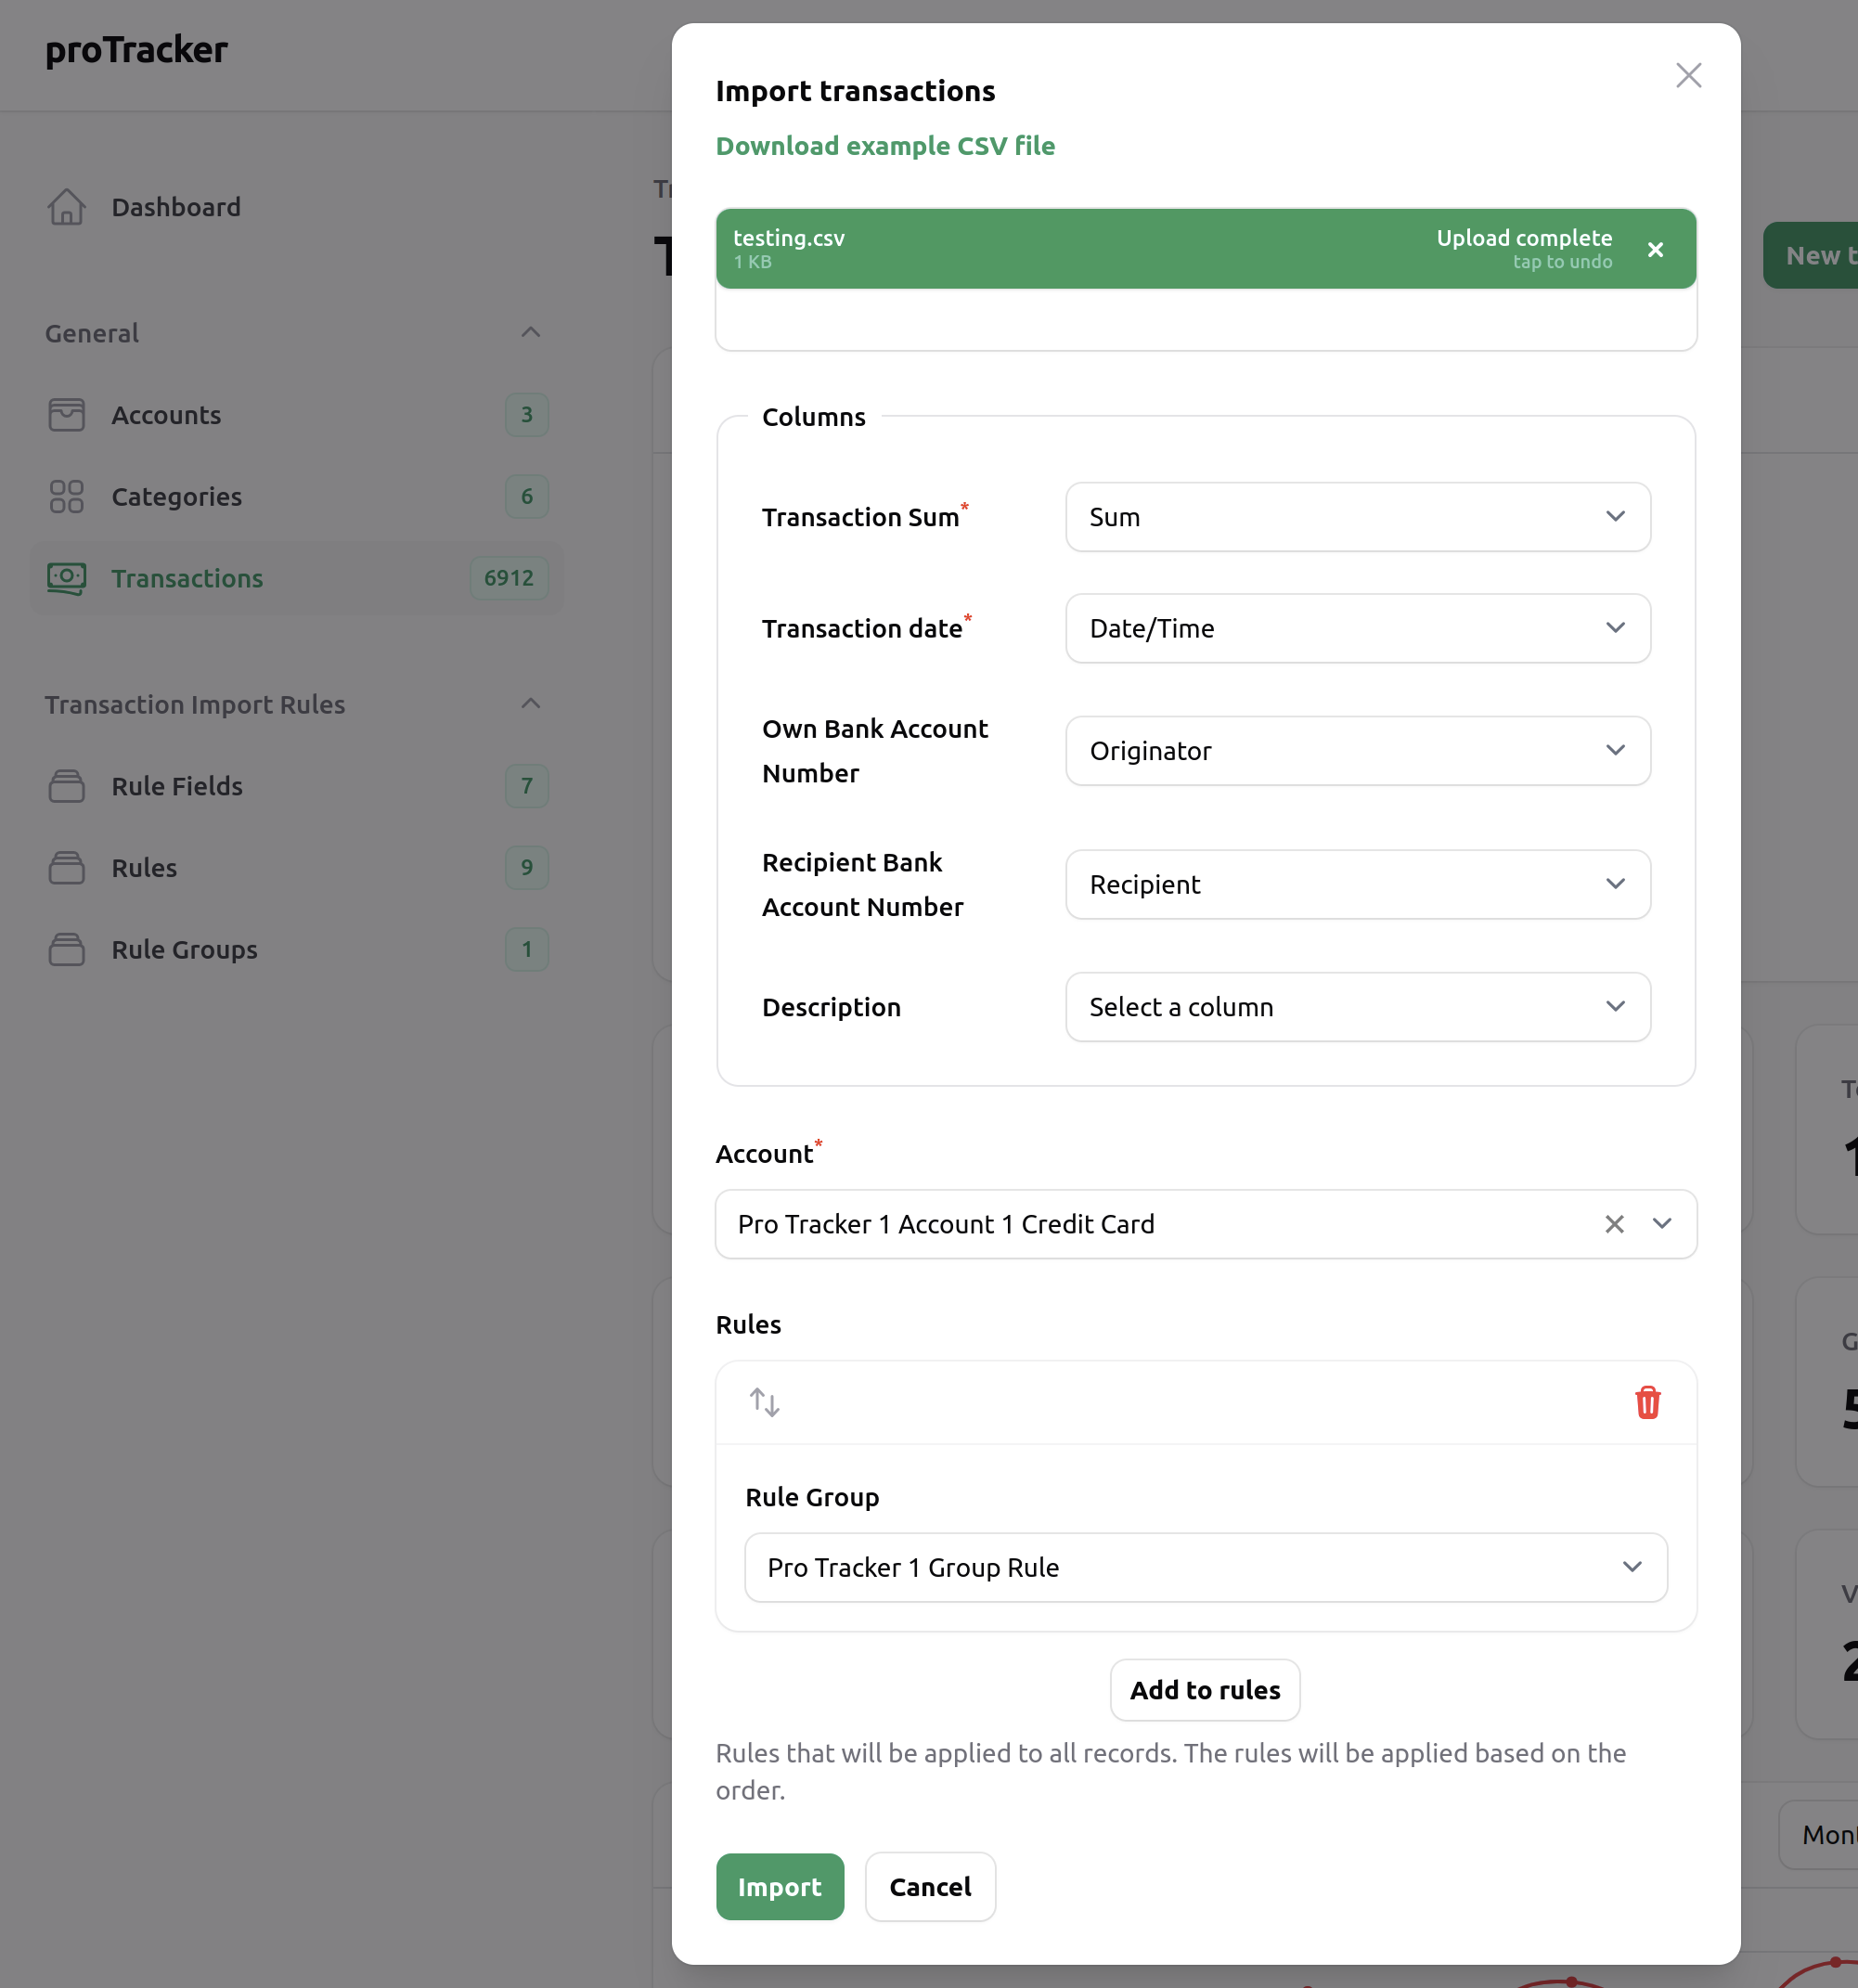 proTracker
Dashboard
General
Accounts
3
Categories
6
Transactions
6912
Transaction Import Rules
Rule Fields
7
Rules
9
Rule Groups
1
New t
Import transactions
Download example CSV file
testing.csv
1 KB
Upload complete
tap to undo
Columns
Transaction Sum*
Sum
Transaction date*
Date/Time
Own Bank Account
Number
Originator
Recipient Bank
Account Number
Recipient
Description
Select a column
Account*
Pro Tracker 1 Account 1 Credit Card
Rules
Rule Group
Pro Tracker 1 Group Rule
Add to rules
Rules that will be applied to all records. The rules will be applied based on the
order.
Import
Cancel